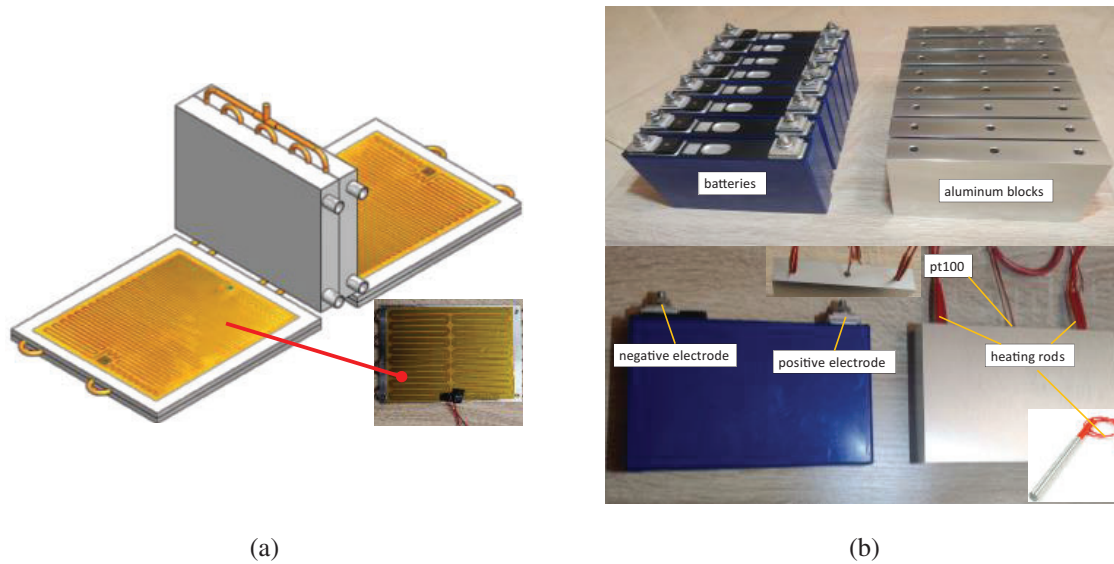 batteries
aluminum blocks
pt100
negative electrode
positive electrode
heating rods
(a)
(b)